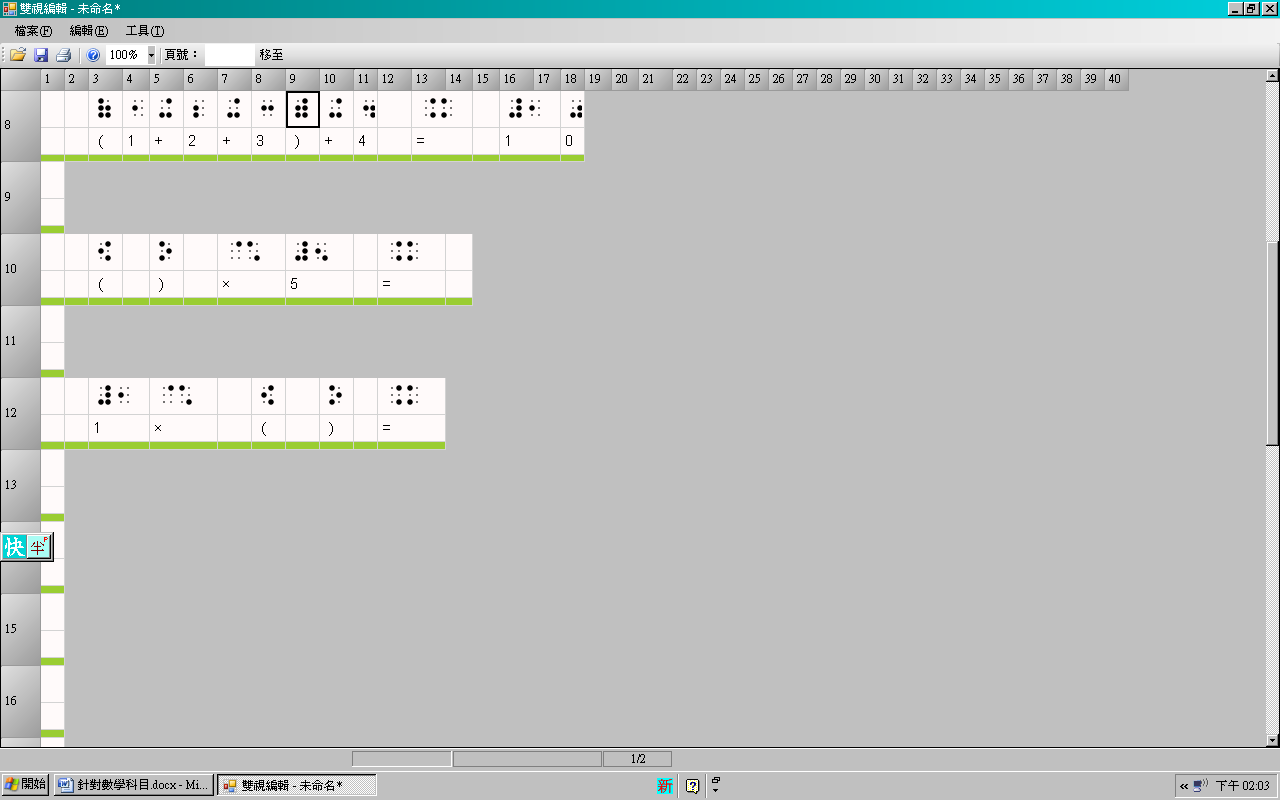 雙視編輯 - 未命名*
檔案(F) 編輯(E) 工具(T)
100% 頁號： 移至
1 2 3 4 5 6 7 8 9 10 11 12 13 14 15 16 17 18 19 20 21 22 23 24 25 26 27 28 29 30 31 32 33 34 35 36 37 38 39 40
8
⠷⠂⠬⠆⠬⠒⠾⠬⠲ ⠨⠅ ⠼⠂⠴
( 1 + 2 + 3 ) + 4 = 1 0
9
10
⠪ ⠕ ⠈⠡ ⠼⠢ ⠨⠅
( ) × 5 =
11
12
⠼⠂⠈⠡ ⠪ ⠕ ⠨⠅
1 × ( ) =
13
快 半 P
15
16
1/2
開始 針對數學科目.docx - Mi... 雙視編輯 - 未命名* 新 ? « 下午 02:03